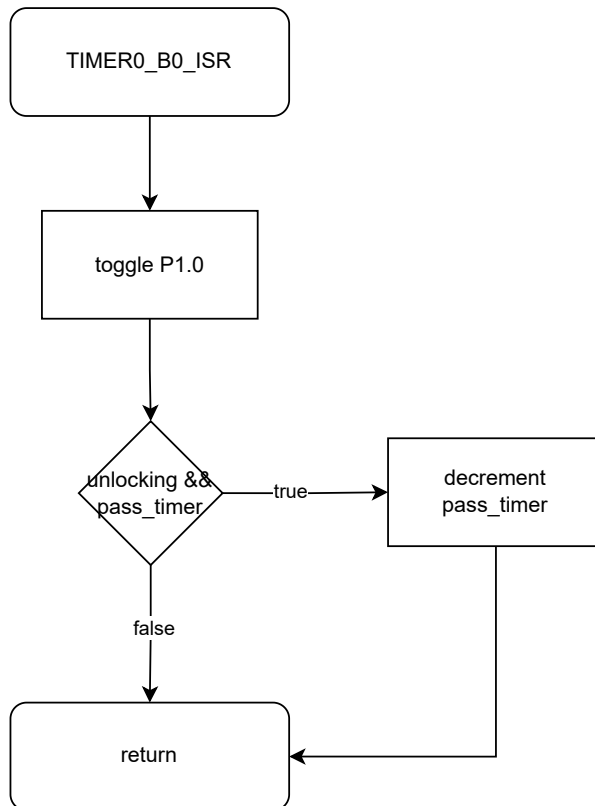 TIMER0_B0_ISR
toggle P1.0
unlocking &&
pass_timer
true
decrement
pass_timer
false
return